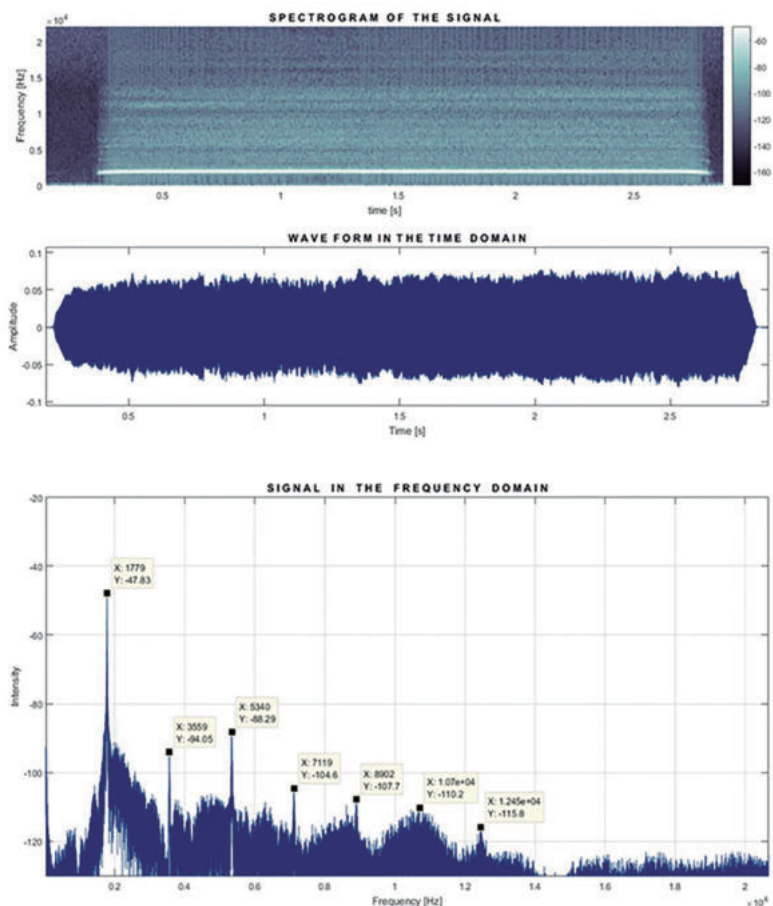 SPECTROGRAM OF THE SIGNAL
× 10⁴
2
1.5
1
0.5
0
Frequency [Hz]
0.5 1 1.5 2 2.5
time [s]
-60
-80
-100
-120
-140
-160
WAVE FORM IN THE TIME DOMAIN
0.1
0.05
0
-0.05
-0.1
Amplitude
0.5 1 1.5 2 2.5
Time [s]
SIGNAL IN THE FREQUENCY DOMAIN
-20
-40
-60
-80
-100
-120
Intensity
X: 1779
Y: -47.83
X: 3559
Y: -94.05
X: 5340
Y: -88.29
X: 7119
Y: -104.6
X: 8902
Y: -107.7
X: 1.07e+04
Y: -110.2
X: 1.245e+04
Y: -115.8
0.2 0.4 0.6 0.8 1 1.2 1.4 1.6 1.8 2
Frequency [Hz]
× 10⁴